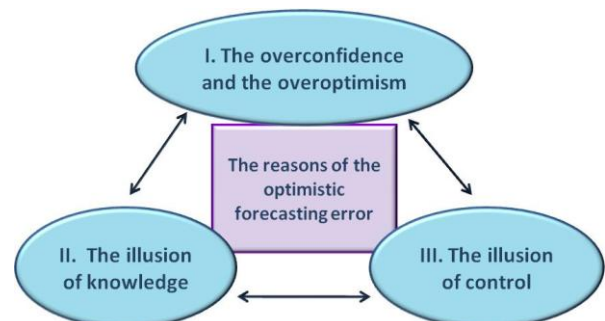 I. The overconfidence
and the overoptimism
The reasons of the
optimistic
forecasting error
II. The illusion
of knowledge
III. The illusion
of control